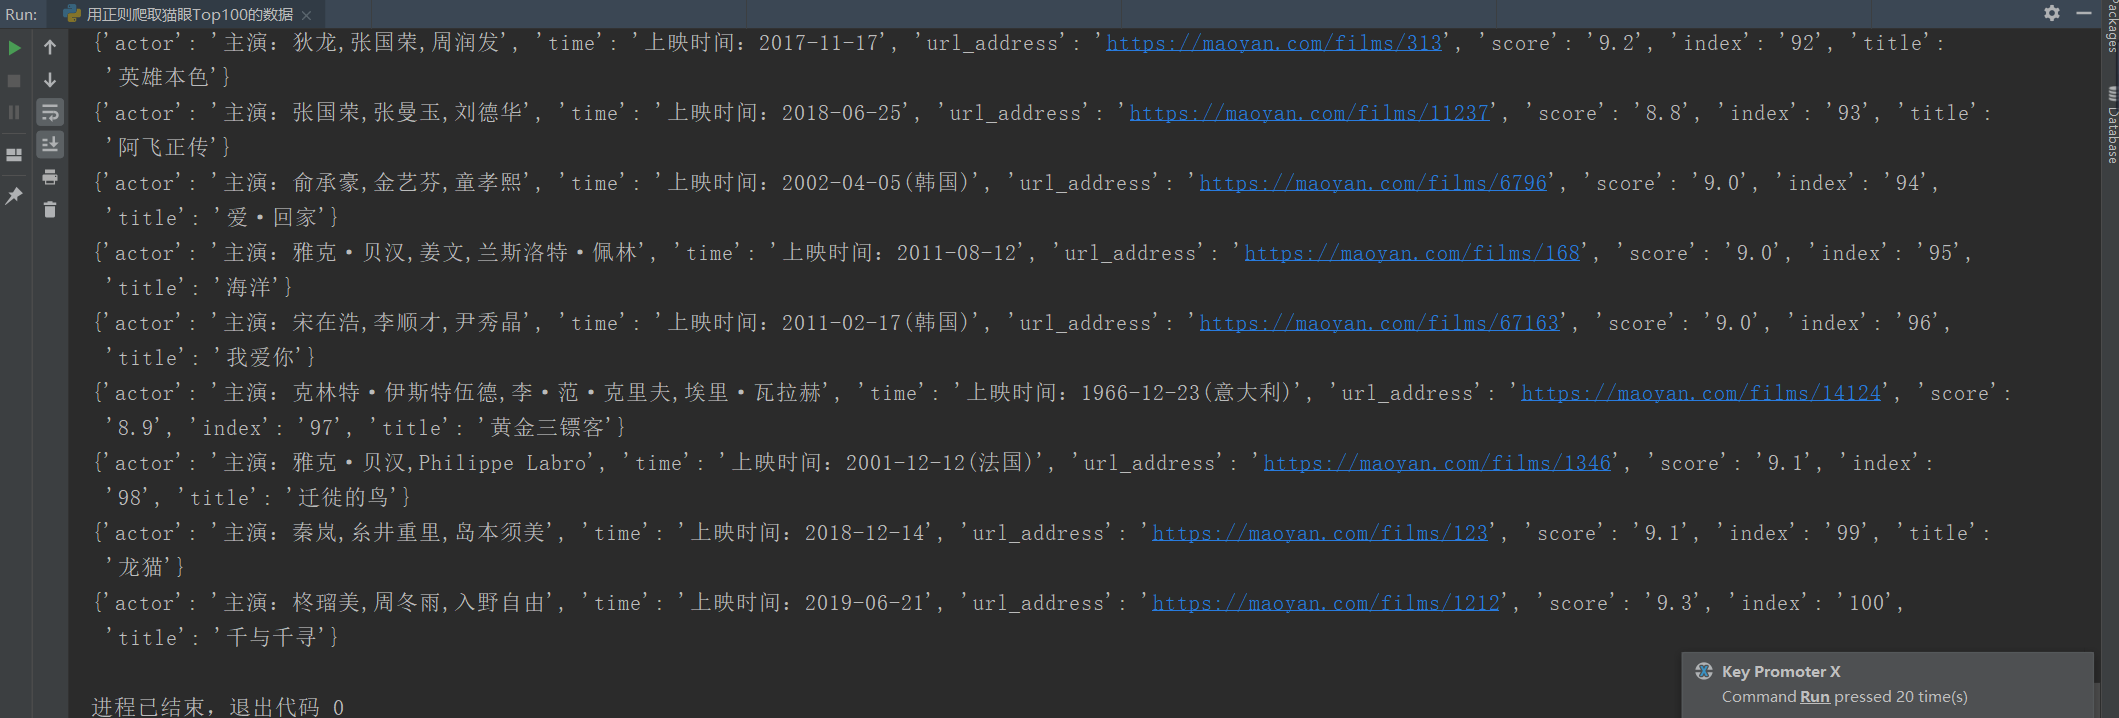 Run: 用正则爬取猫眼Top100的数据
{'actor': '主演：狄龙,张国荣,周润发', 'time': '上映时间：2017-11-17', 'url_address': 'https://maoyan.com/films/313', 'score': '9.2', 'index': '92', 'title':
'英雄本色'}
{'actor': '主演：张国荣,张曼玉,刘德华', 'time': '上映时间：2018-06-25', 'url_address': 'https://maoyan.com/films/11237', 'score': '8.8', 'index': '93', 'title':
'阿飞正传'}
{'actor': '主演：俞承豪,金艺芬,童孝熙', 'time': '上映时间：2002-04-05(韩国)', 'url_address': 'https://maoyan.com/films/6796', 'score': '9.0', 'index': '94',
'title': '爱·回家'}
{'actor': '主演：雅克·贝汉,姜文,兰斯洛特·佩林', 'time': '上映时间：2011-08-12', 'url_address': 'https://maoyan.com/films/168', 'score': '9.0', 'index': '95',
'title': '海洋'}
{'actor': '主演：宋在浩,李顺才,尹秀晶', 'time': '上映时间：2011-02-17(韩国)', 'url_address': 'https://maoyan.com/films/67163', 'score': '9.0', 'index': '96',
'title': '我爱你'}
{'actor': '主演：克林特·伊斯特伍德,李·范·克里夫,埃里·瓦拉赫', 'time': '上映时间：1966-12-23(意大利)', 'url_address': 'https://maoyan.com/films/14124', 'score':
'8.9', 'index': '97', 'title': '黄金三镖客'}
{'actor': '主演：雅克·贝汉,Philippe Labro', 'time': '上映时间：2001-12-12(法国)', 'url_address': 'https://maoyan.com/films/1346', 'score': '9.1', 'index':
'98', 'title': '迁徙的鸟'}
{'actor': '主演：秦岚,糸井重里,岛本须美', 'time': '上映时间：2018-12-14', 'url_address': 'https://maoyan.com/films/123', 'score': '9.1', 'index': '99', 'title':
'龙猫'}
{'actor': '主演：柊瑠美,周冬雨,入野自由', 'time': '上映时间：2019-06-21', 'url_address': 'https://maoyan.com/films/1212', 'score': '9.3', 'index': '100',
'title': '千与千寻'}
进程已结束，退出代码 0
Key Promoter X
Command Run pressed 20 time(s)
Packages
Database